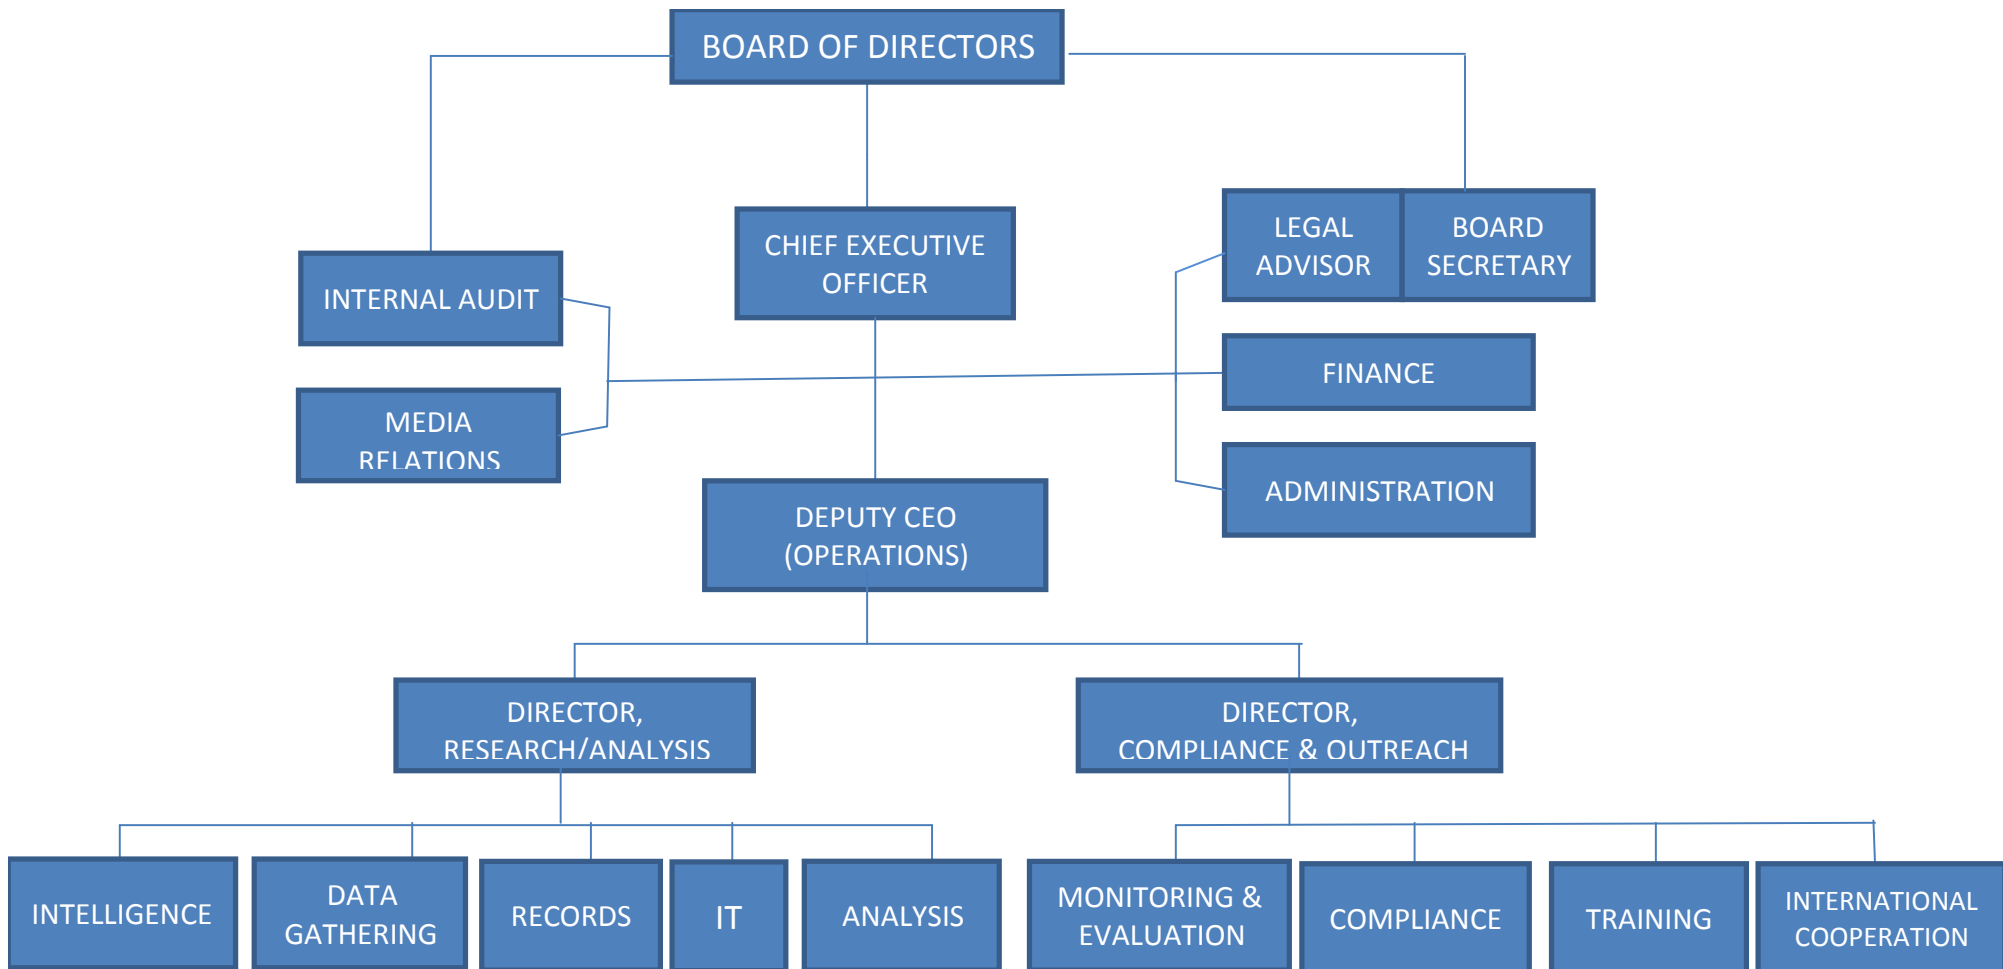 BOARD OF DIRECTORS
LEGAL
ADVISOR
BOARD
SECRETARY
CHIEF EXECUTIVE
OFFICER
INTERNAL AUDIT
FINANCE
MEDIA
RELATIONS
ADMINISTRATION
DEPUTY CEO
(OPERATIONS)
DIRECTOR,
RESEARCH/ANALYSIS
DIRECTOR,
COMPLIANCE & OUTREACH
INTELLIGENCE
DATA
GATHERING
RECORDS
IT
ANALYSIS
MONITORING &
EVALUATION
COMPLIANCE
TRAINING
INTERNATIONAL
COOPERATION